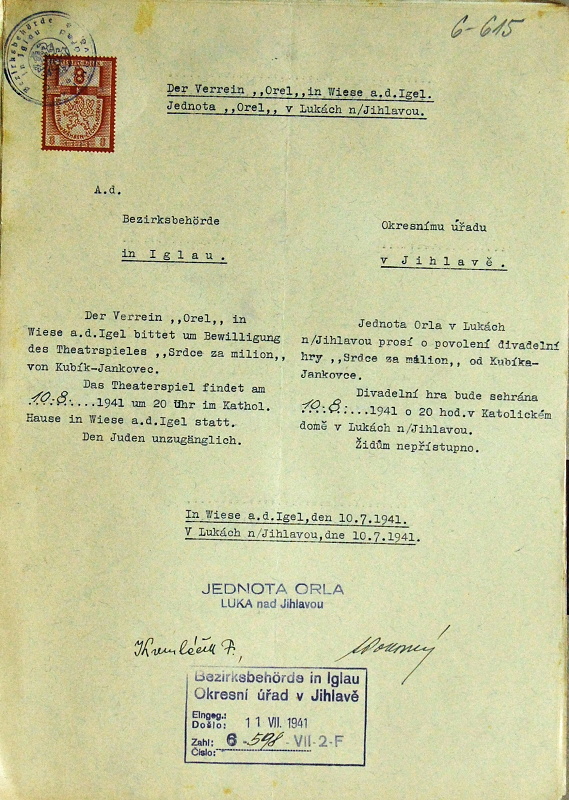 6-615
Bezirksbehörde
in Iglau
8
8 8
Der Verrein ,,Orel,, in Wiese a.d.Igel.
Jednota ,,Orel,, v Lukách n/Jihlavou.
A.d.
Bezirksbehörde
in Iglau.
Der Verrein ,,Orel,, in
Wiese a.d.Igel bittet um Bewilligung
des Theatrspieles ,,Srdce za milion,,
von Kubík-Jankovec.
Das Theaterspiel findet am
10.8. ...1941 um 20 Uhr im Kathol.
Hause in Wiese a.d.Igel statt.
Den Juden unzugänglich.
Okresnímu úřadu
v Jihlavě.
Jednota Orla v Lukách
n/Jihlavou prosí o povolení divadelní
hry ,,Srdce za milion,, od Kubíka-
Jankovce.
Divadelní hra bude sehrána
10.8. ...1941 o 20 hod.v Katolickém
domě v Lukách n/Jihlavou.
Židům nepřístupno.
In Wiese a.d.Igel,den 10.7.1941.
V Lukách n/Jihlavou,dne 10.7.1941.
JEDNOTA ORLA
LUKA nad Jihlavou
Bezirksbehörde in Iglau
Okresní úřad v Jihlavě
Eingeg.:
Došlo: 11 VII. 1941
Zahl: 6 -598 - VII-2-F
Číslo: